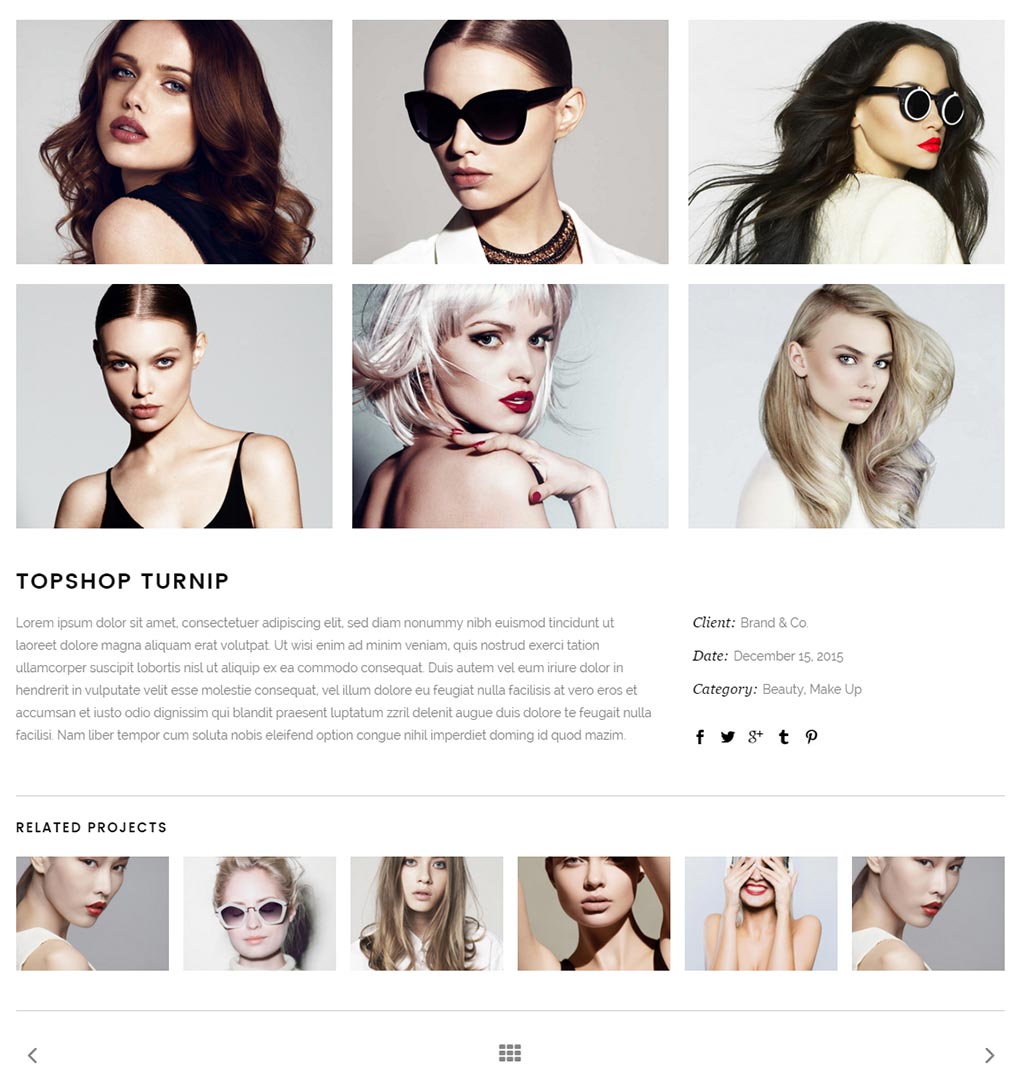 TOPSHOP TURNIP
Lorem ipsum dolor sit amet, consectetuer adipiscing elit, sed diam nonummy nibh euismod tincidunt ut
laoreet dolore magna aliquam erat volutpat. Ut wisi enim ad minim veniam, quis nostrud exerci tation
ullamcorper suscipit lobortis nisl ut aliquip ex ea commodo consequat. Duis autem vel eum iriure dolor in
hendrerit in vulputate velit esse molestie consequat, vel illum dolore eu feugiat nulla facilisis at vero eros et
accumsan et iusto odio dignissim qui blandit praesent luptatum zzril delenit augue duis dolore te feugait nulla
facilisi. Nam liber tempor cum soluta nobis eleifend option congue nihil imperdiet doming id quod mazim.
Client: Brand & Co.
Date: December 15, 2015
Category: Beauty, Make Up
RELATED PROJECTS